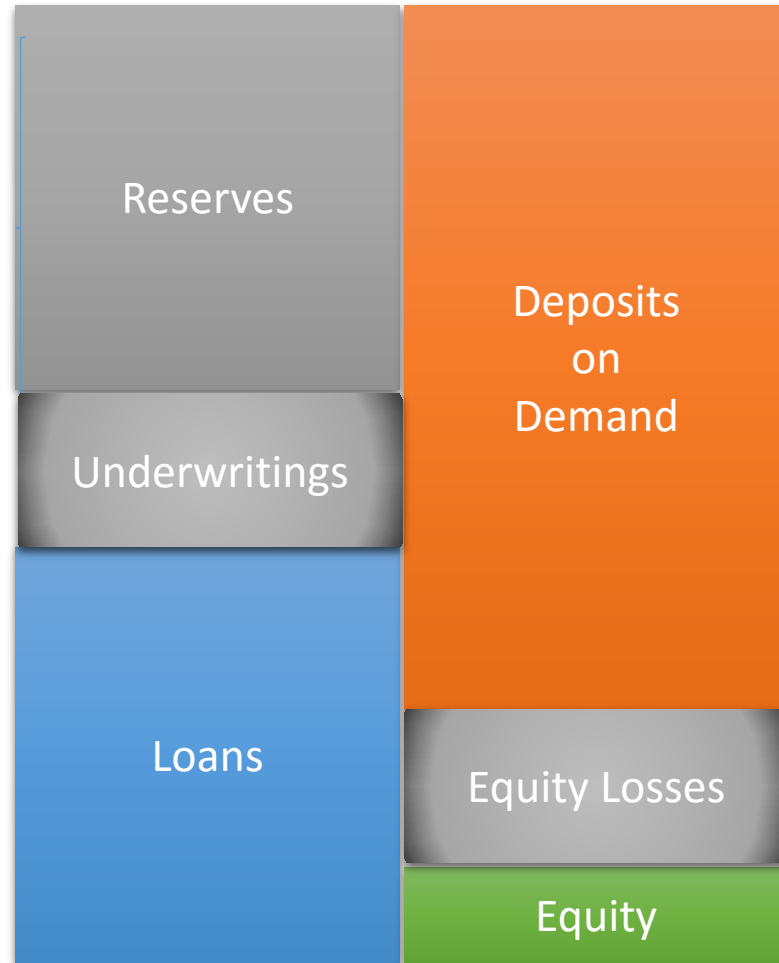 Reserves
Underwritings
Loans
Deposits
on
Demand
Equity Losses
Equity